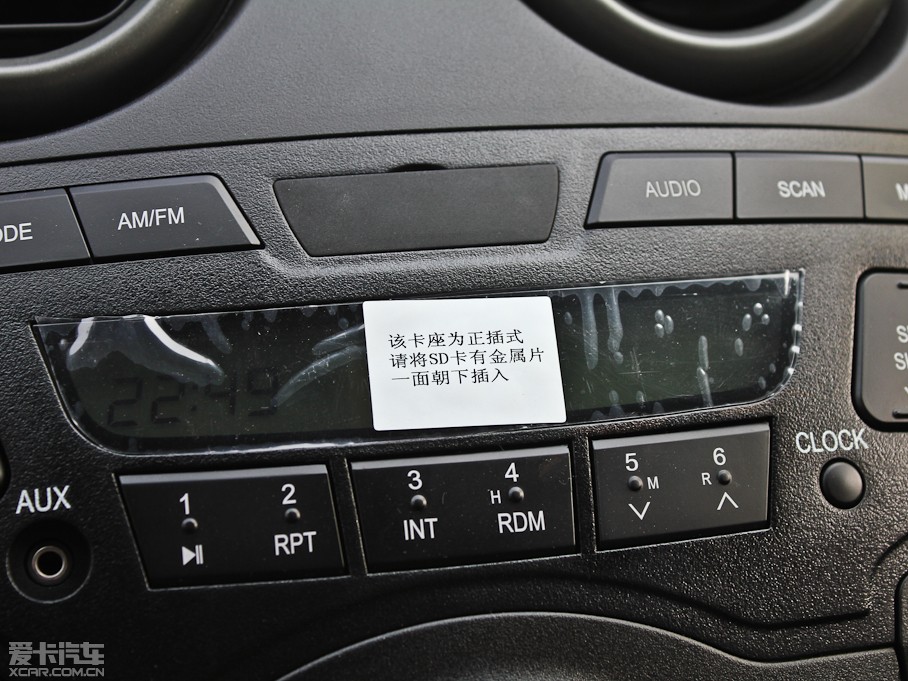 ODE
AM/FM
AUDIO
SCAN
M
该卡座为正插式
请将SD卡有金属片
一面朝下插入
22:49
AUX
1
2
RPT
3
INT
4
H
RDM
5
M
6
R
CLOCK
爱卡汽车
XCAR.COM.CN